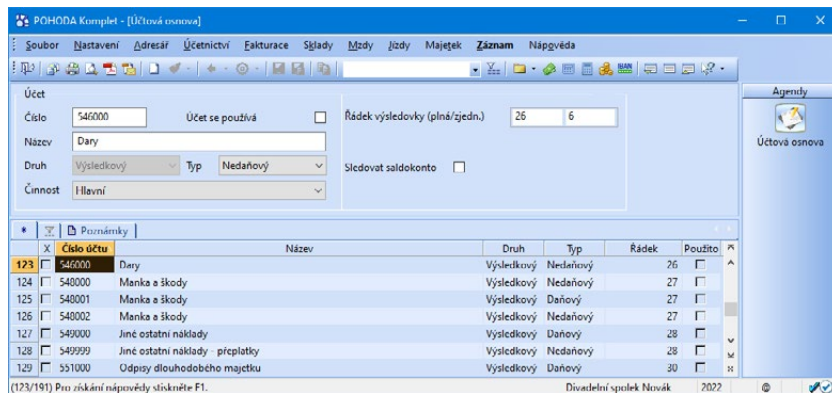 POHODA Komplet - [Účtová osnova]
Soubor Nastavení Adresář Účetnictví Fakturace Sklady Mzdy Jízdy Majetek Záznam Nápověda
Účet
Číslo 546000 Účet se používá Řádek výsledovky (plná/zjedn.) 26 6
Název Dary
Druh Výsledkový Typ Nedaňový Sledovat saldokonto
Činnost Hlavní
Agendy
Účtová osnova
* Poznámky
X Číslo účtu Název Druh Typ Řádek Použito
123 546000 Dary Výsledkový Nedaňový 26
124 548000 Manka a škody Výsledkový Nedaňový 27
125 548001 Manka a škody Výsledkový Daňový 27
126 548002 Manka a škody Výsledkový Nedaňový 27
127 549000 Jiné ostatní náklady Výsledkový Daňový 28
128 549999 Jiné ostatní náklady - přeplatky Výsledkový Nedaňový 28
129 551000 Odpisy dlouhodobého majetku Výsledkový Daňový 30
(123/191) Pro získání nápovědy stiskněte F1. Divadelní spolek Novák 2022 @